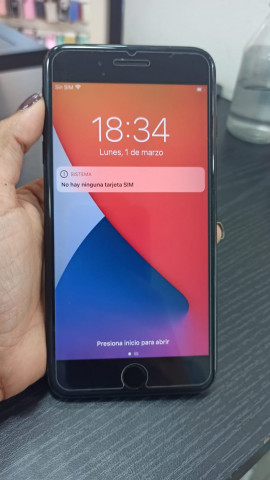 Sin SIM
18:34
Lunes, 1 de marzo
SISTEMA
No hay ninguna tarjeta SIM
Presiona inicio para abrir